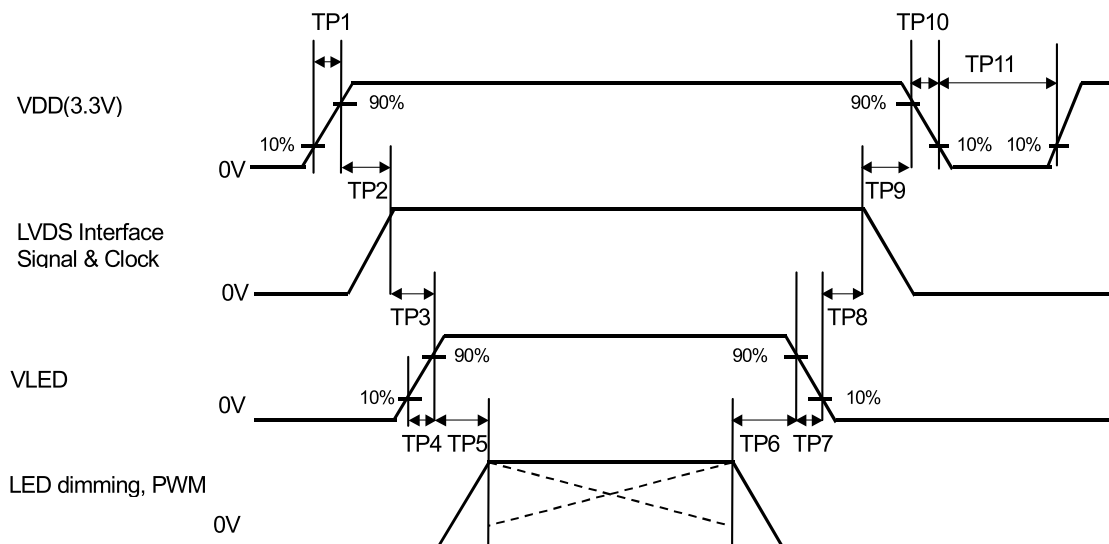 TP1
TP10
TP11
VDD(3.3V)
90%
90%
10%
10%
10%
0V
TP2
TP9
LVDS Interface
Signal & Clock
0V
TP3
TP8
90%
90%
VLED
10%
10%
0V
TP4
TP5
TP6
TP7
LED dimming, PWM
0V